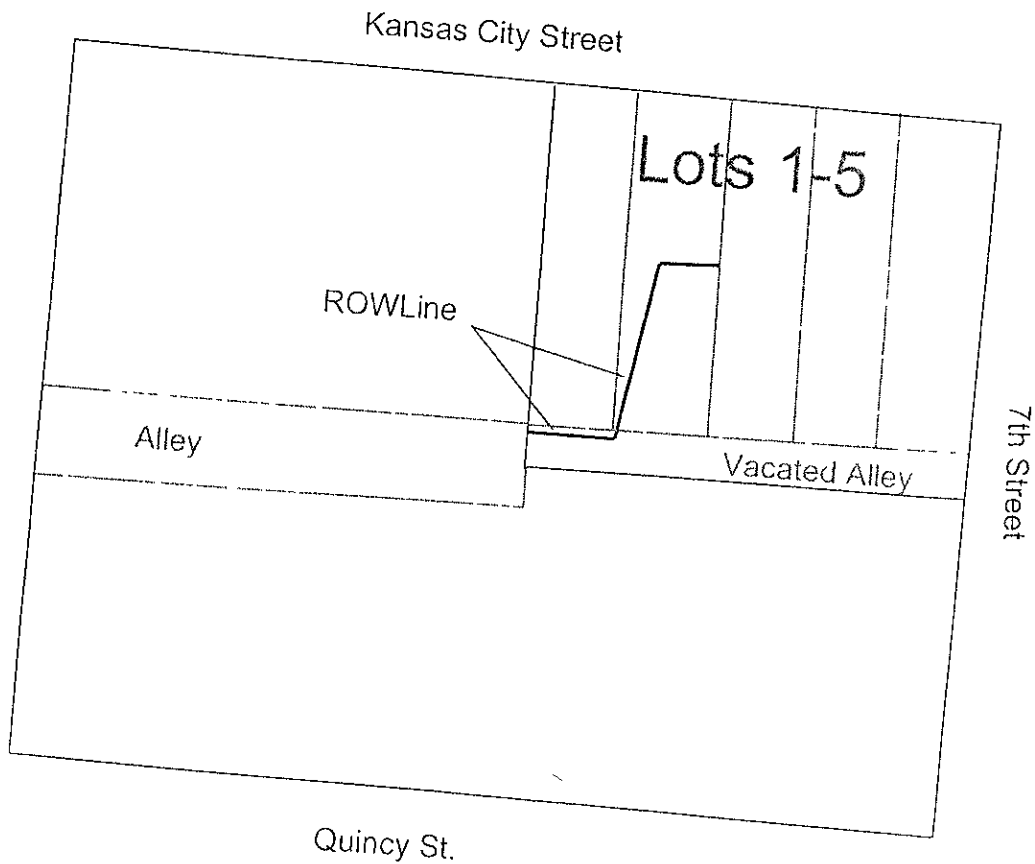 Kansas City Street
Lots 1-5
ROWLine
Alley
Vacated Alley
7th Street
Quincy St.